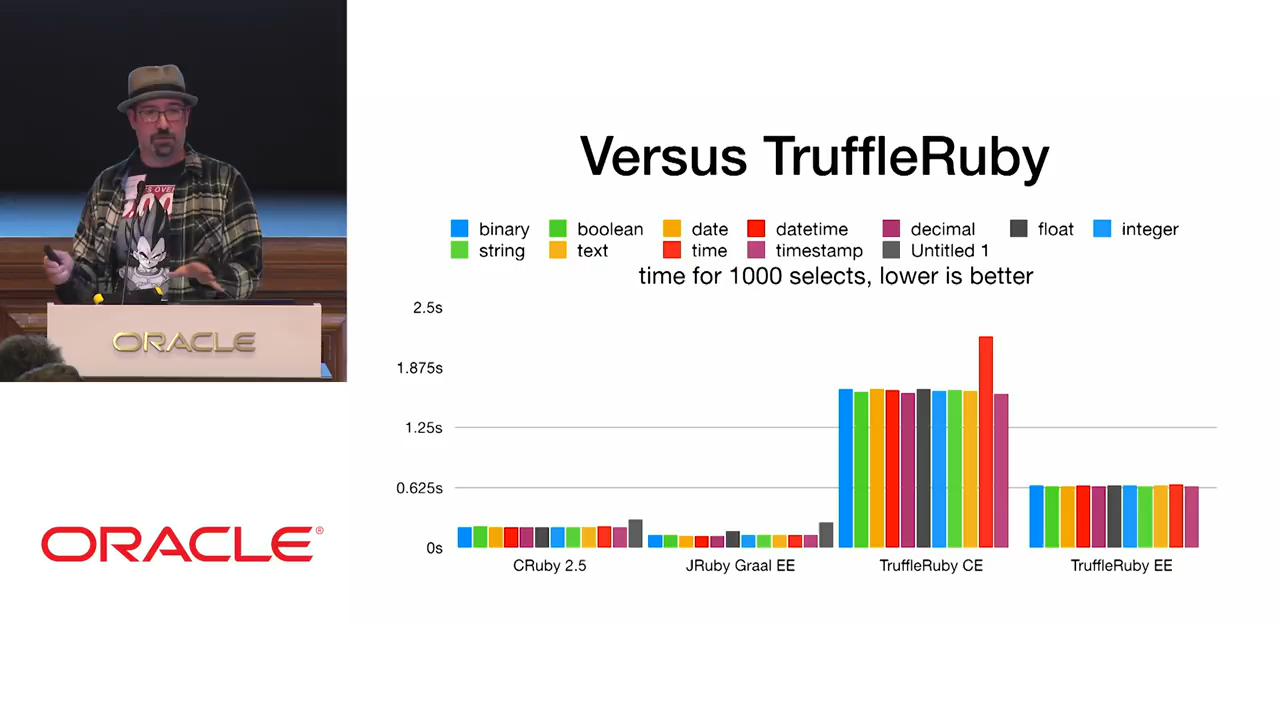 Versus TruffleRuby
binary boolean date datetime decimal float integer
string text time timestamp Untitled 1
time for 1000 selects, lower is better
2.5s
1.875s
1.25s
0.625s
0s
CRuby 2.5 JRuby Graal EE TruffleRuby CE TruffleRuby EE
ORACLE
ORACLE®